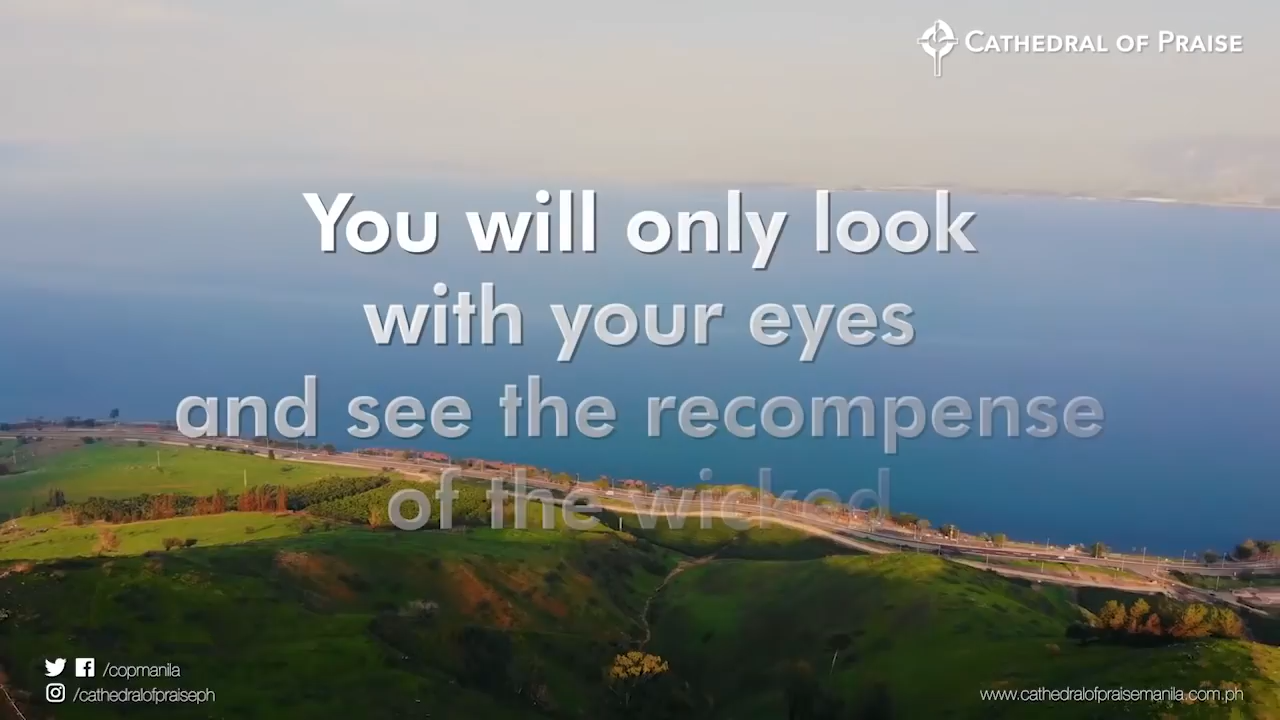 CATHEDRAL OF PRAISE
You will only look
with your eyes
and see the recompense
of the wicked
/copmanila
/cathedralofpraiseph
www.cathedralofpraisemanila.com.ph